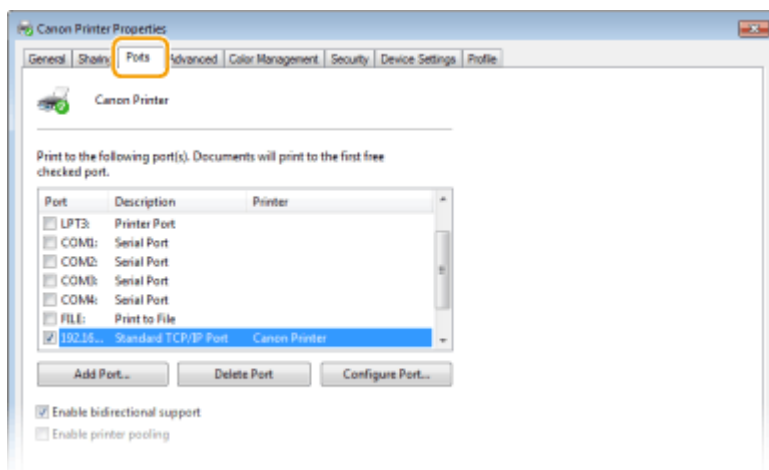 Canon Printer Properties
General Sharing Ports Advanced Color Management Security Device Settings Profile
Canon Printer
Print to the following port(s). Documents will print to the first free
checked port.
Port Description Printer
LPT3: Printer Port
COM1: Serial Port
COM2: Serial Port
COM3: Serial Port
COM4: Serial Port
FILE: Print to File
192.16... Standard TCP/IP Port Canon Printer
Add Port... Delete Port Configure Port...
Enable bidirectional support
Enable printer pooling